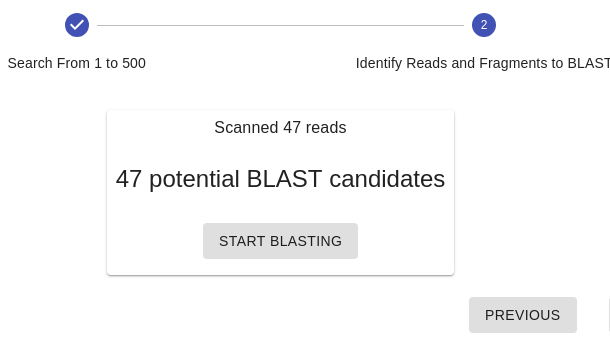 2
Search From 1 to 500
Identify Reads and Fragments to BLAST
Scanned 47 reads
47 potential BLAST candidates
START BLASTING
PREVIOUS